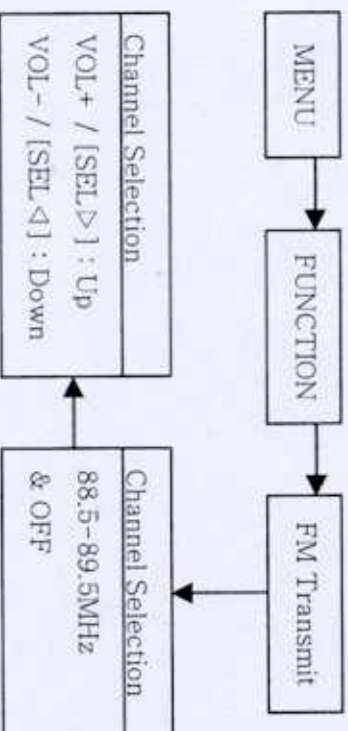 MENU
FUNCTION
FM Transmit
Channel Selection
88.5-89.5MHz
& OFF
Channel Selection
VOL+ / [SEL▷] : Up
VOL- / [SEL◁] : Down